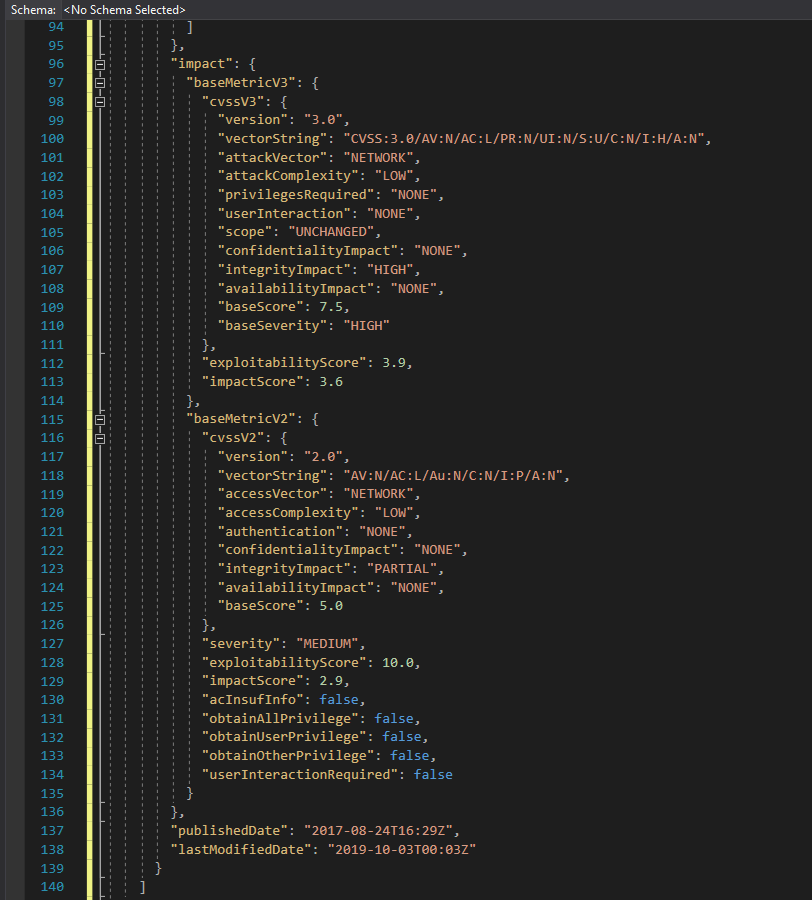 Schema: <No Schema Selected>
94 ]
95 },
96 "impact": {
97 "baseMetricV3": {
98 "cvssV3": {
99 "version": "3.0",
100 "vectorString": "CVSS:3.0/AV:N/AC:L/PR:N/UI:N/S:U/C:N/I:H/A:N",
101 "attackVector": "NETWORK",
102 "attackComplexity": "LOW",
103 "privilegesRequired": "NONE",
104 "userInteraction": "NONE",
105 "scope": "UNCHANGED",
106 "confidentialityImpact": "NONE",
107 "integrityImpact": "HIGH",
108 "availabilityImpact": "NONE",
109 "baseScore": 7.5,
110 "baseSeverity": "HIGH"
111 },
112 "exploitabilityScore": 3.9,
113 "impactScore": 3.6
114 },
115 "baseMetricV2": {
116 "cvssV2": {
117 "version": "2.0",
118 "vectorString": "AV:N/AC:L/Au:N/C:N/I:P/A:N",
119 "accessVector": "NETWORK",
120 "accessComplexity": "LOW",
121 "authentication": "NONE",
122 "confidentialityImpact": "NONE",
123 "integrityImpact": "PARTIAL",
124 "availabilityImpact": "NONE",
125 "baseScore": 5.0
126 },
127 "severity": "MEDIUM",
128 "exploitabilityScore": 10.0,
129 "impactScore": 2.9,
130 "acInsufInfo": false,
131 "obtainAllPrivilege": false,
132 "obtainUserPrivilege": false,
133 "obtainOtherPrivilege": false,
134 "userInteractionRequired": false
135 }
136 },
137 "publishedDate": "2017-08-24T16:29Z",
138 "lastModifiedDate": "2019-10-03T00:03Z"
139 }
140 ]